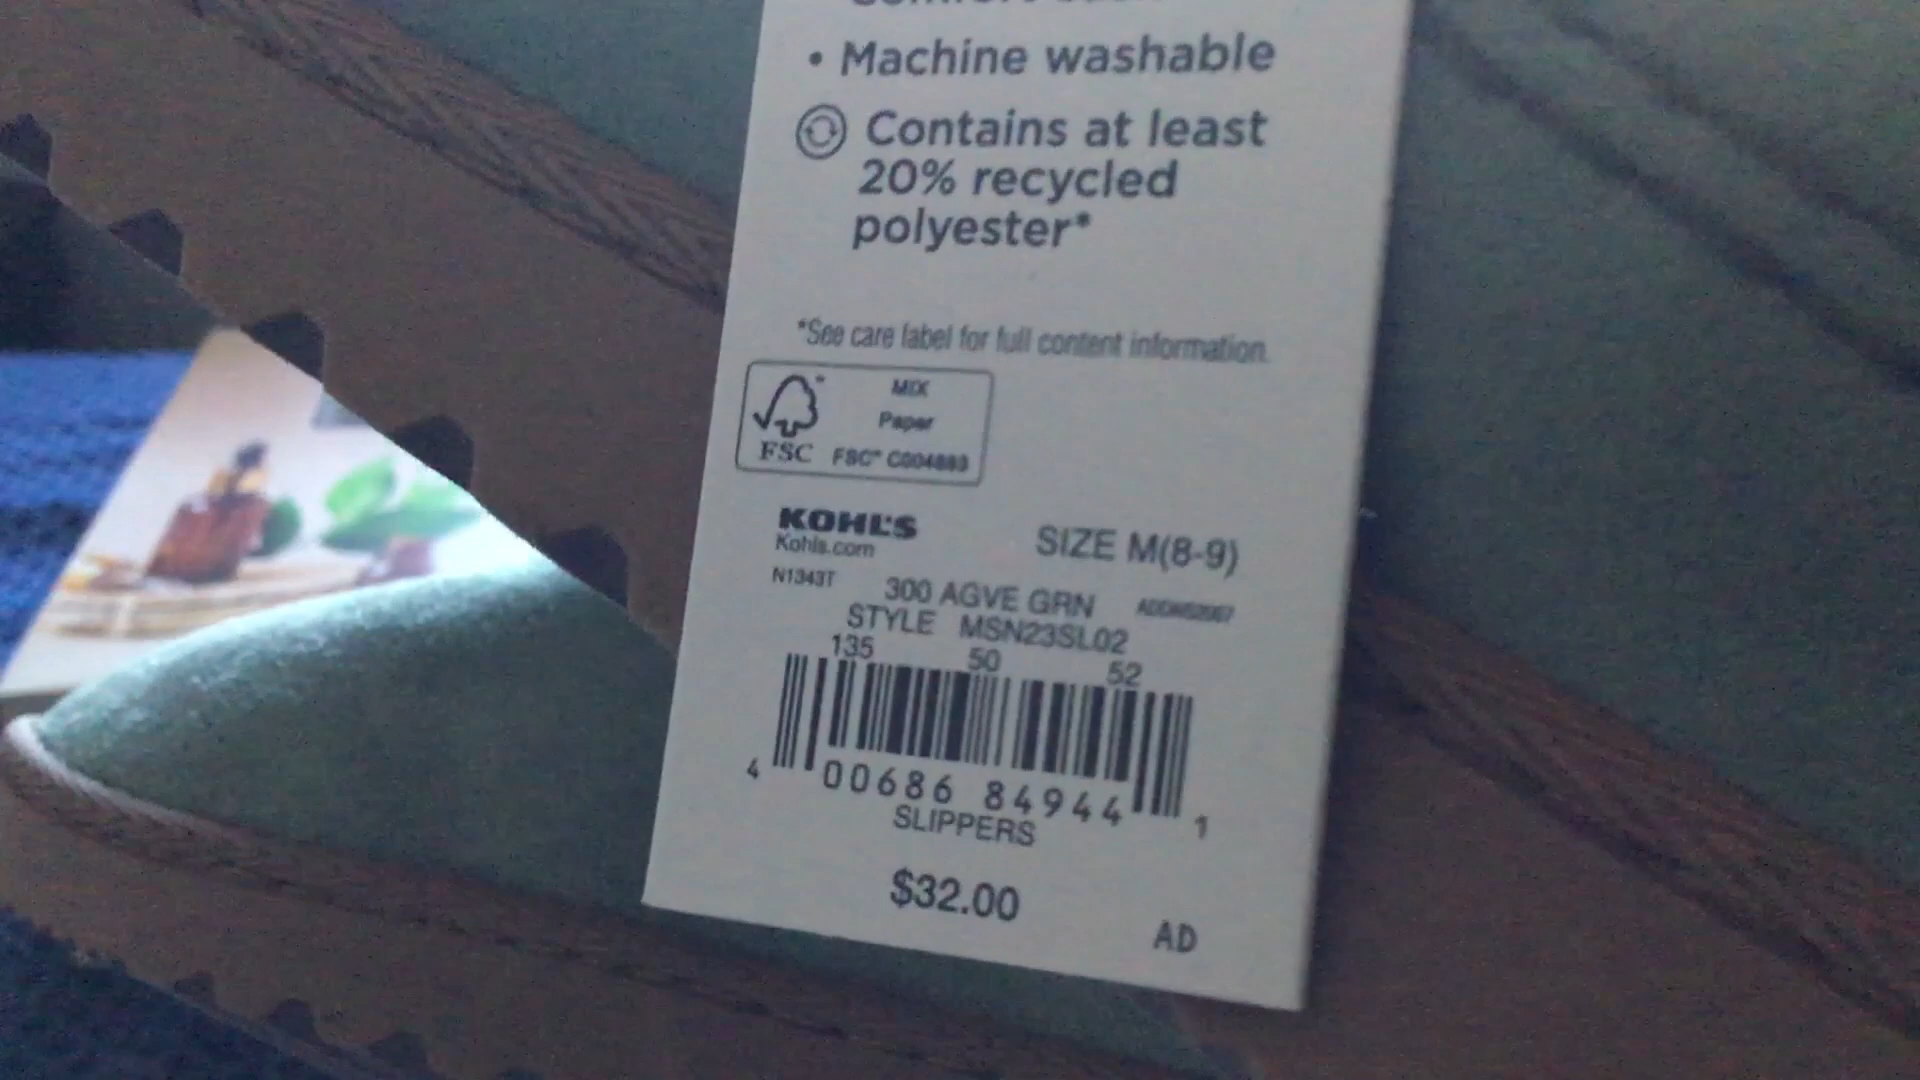 • Machine washable
Contains at least
20% recycled
polyester*
*See care label for full content information.
MIX
Paper
FSC FSC® C004883
KOHL'S
Kohls.com
SIZE M(8-9)
N1343T
300 AGVE GRN
STYLE MSN23SL02
135 50 52
4 00686 84944 1
SLIPPERS
$32.00
AD